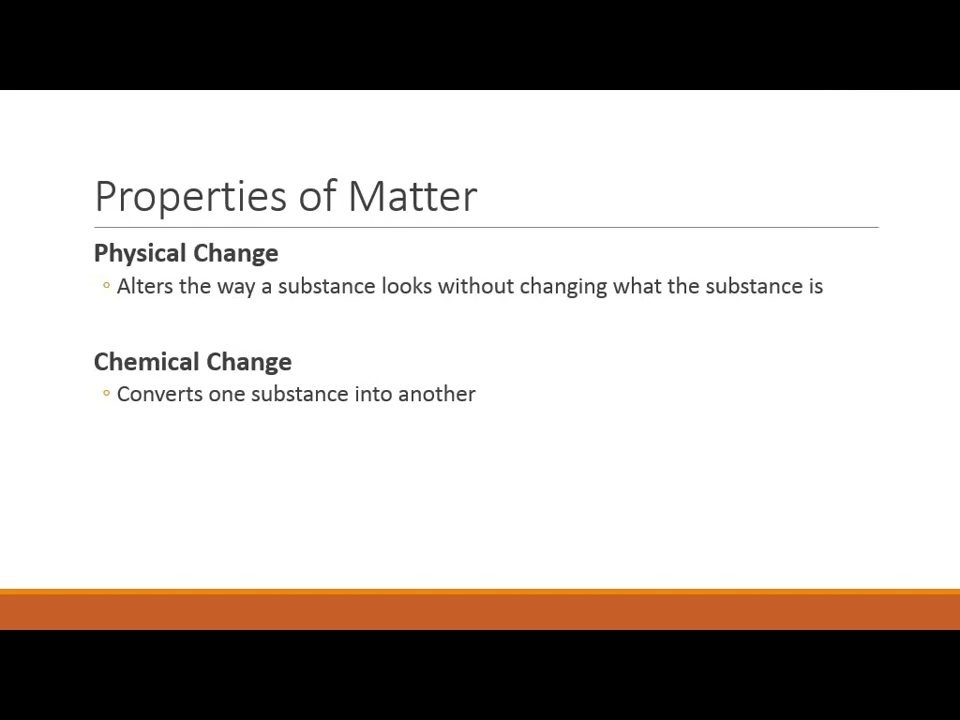 Properties of Matter
Physical Change
◦ Alters the way a substance looks without changing what the substance is
Chemical Change
◦ Converts one substance into another